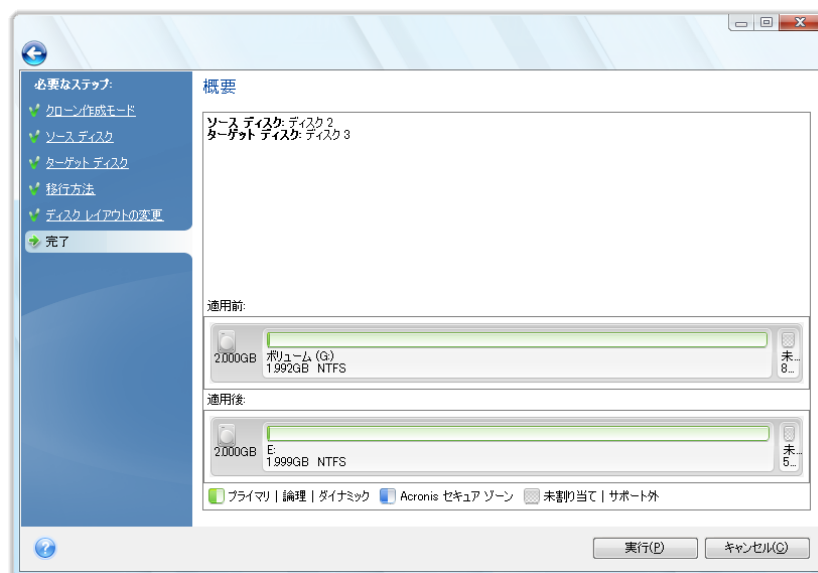 必要なステップ:
クローン作成モード
ソース ディスク
ターゲット ディスク
移行方法
ディスク レイアウトの変更
完了
概要
ソース ディスク: ディスク 2
ターゲット ディスク: ディスク 3
適用前:
2.000GB
ボリューム (G:)
1.992GB NTFS
未...
8...
適用後:
2.000GB
E:
1.999GB NTFS
未...
5...
プライマリ | 論理 | ダイナミック Acronis セキュア ゾーン 未割り当て | サポート外
実行(P) キャンセル(C)